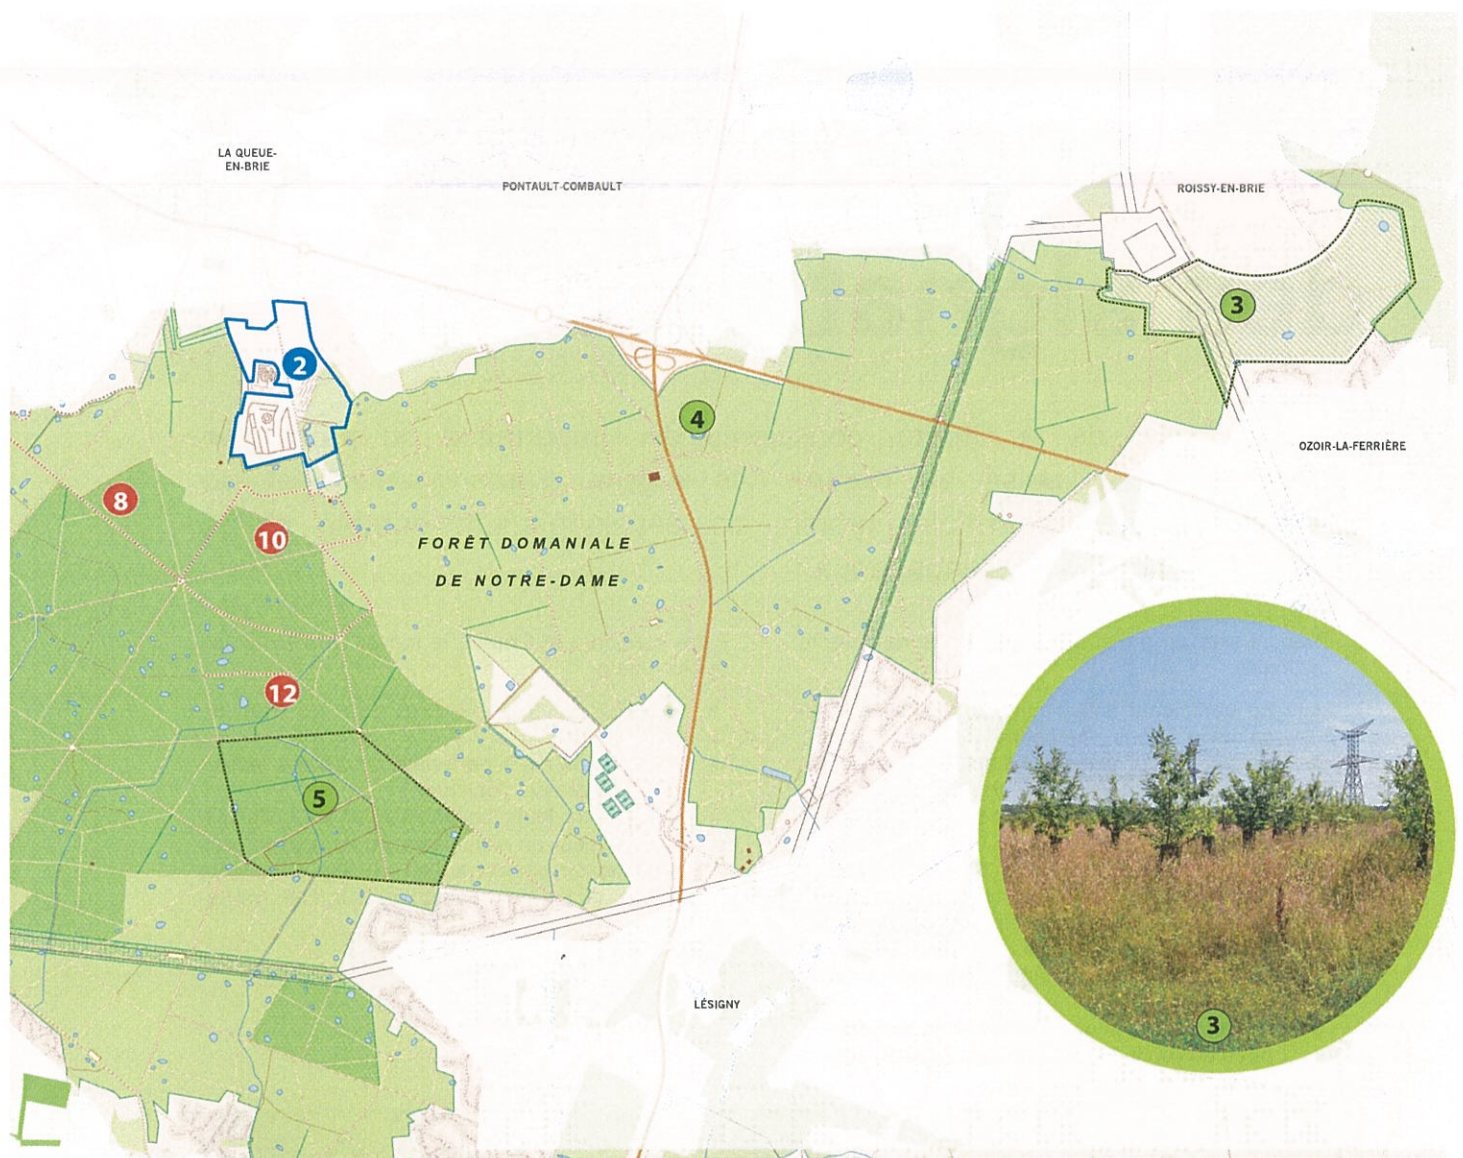 LA QUEUE-
EN-BRIE
PONTAULT-COMBAULT
ROISSY-EN-BRIE
3
2
4
OZOIR-LA-FERRIÈRE
8
10
FORÊT DOMANIALE
DE NOTRE-DAME
12
5
LÉSIGNY
3